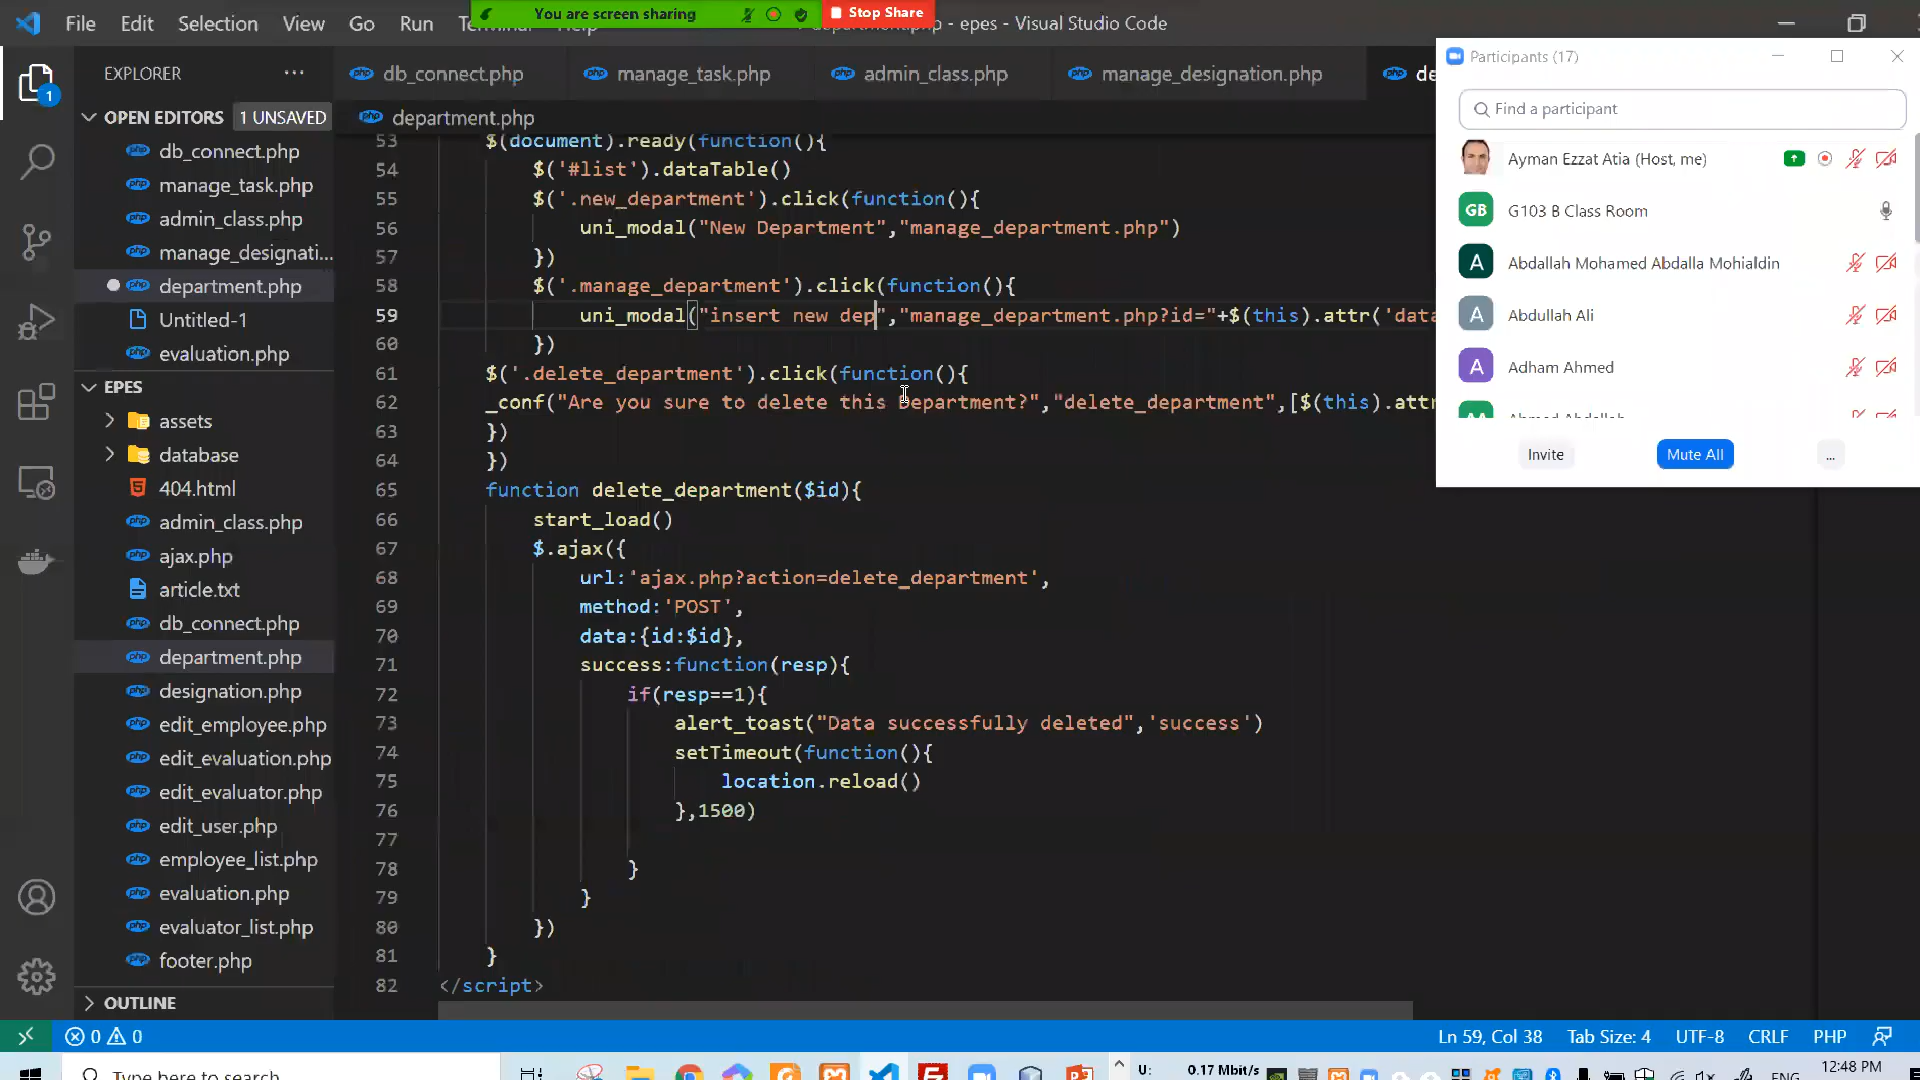 File Edit Selection View Go Run
You are screen sharing
Stop Share
- epes - Visual Studio Code
EXPLORER
db_connect.php
manage_task.php
admin_class.php
manage_designation.php
de
OPEN EDITORS
1 UNSAVED
db_connect.php
manage_task.php
admin_class.php
manage_designati...
department.php
Untitled-1
evaluation.php
EPES
assets
database
404.html
admin_class.php
ajax.php
article.txt
db_connect.php
department.php
designation.php
edit_employee.php
edit_evaluation.php
edit_evaluator.php
edit_user.php
employee_list.php
evaluation.php
evaluator_list.php
footer.php
OUTLINE
department.php
53 $(document).ready(function(){
54 $('#list').dataTable()
55 $('.new_department').click(function(){
56 uni_modal("New Department","manage_department.php")
57 })
58 $('.manage_department').click(function(){
59 uni_modal("insert new dep","manage_department.php?id="+$(this).attr('data
60 })
61 $('.delete_department').click(function(){
62 _conf("Are you sure to delete this Department?","delete_department",[$(this).attr
63 })
64 })
65 function delete_department($id){
66 start_load()
67 $.ajax({
68 url:'ajax.php?action=delete_department',
69 method:'POST',
70 data:{id:$id},
71 success:function(resp){
72 if(resp==1){
73 alert_toast("Data successfully deleted",'success')
74 setTimeout(function(){
75 location.reload()
76 },1500)
77
78 }
79 }
80 })
81 }
82 </script>
Participants (17)
Find a participant
Ayman Ezzat Atia (Host, me)
GB G103 B Class Room
A Abdallah Mohamed Abdalla Mohialdin
A Abdullah Ali
A Adham Ahmed
Invite
Mute All
...
1
0 0
Ln 59, Col 38
Tab Size: 4
UTF-8
CRLF
PHP
Type here to search
U: 0.17 Mbit/s
ENG
12:48 PM